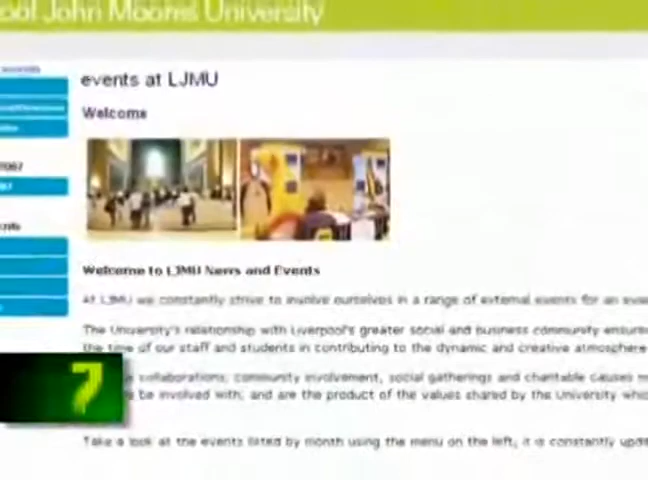 ool John Moores University
events at LJMU
Welcome
Welcome to LJMU News and Events
At LJMU we constantly strive to involve ourselves in a range of external events for an
The University's relationship with Liverpool's greater social and business community
the time of our staff and students in contributing to the dynamic and creative atmosphere
collaborations, community involvement, social gatherings and charitable causes
be involved with, and are the product of the values shared by the University
7
Take a look at the events listed by month using the menu on the left, it is constantly